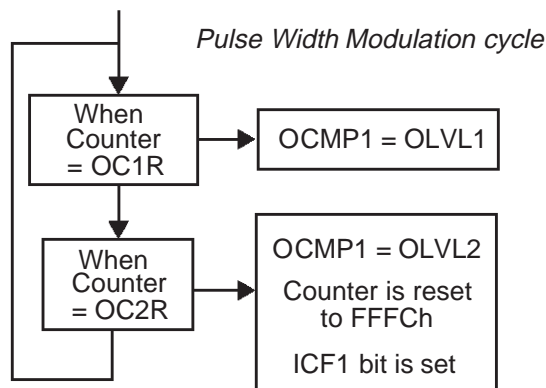 Pulse Width Modulation cycle
When
Counter
= OC1R
OCMP1 = OLVL1
When
Counter
= OC2R
OCMP1 = OLVL2
Counter is reset
to FFFCh
ICF1 bit is set